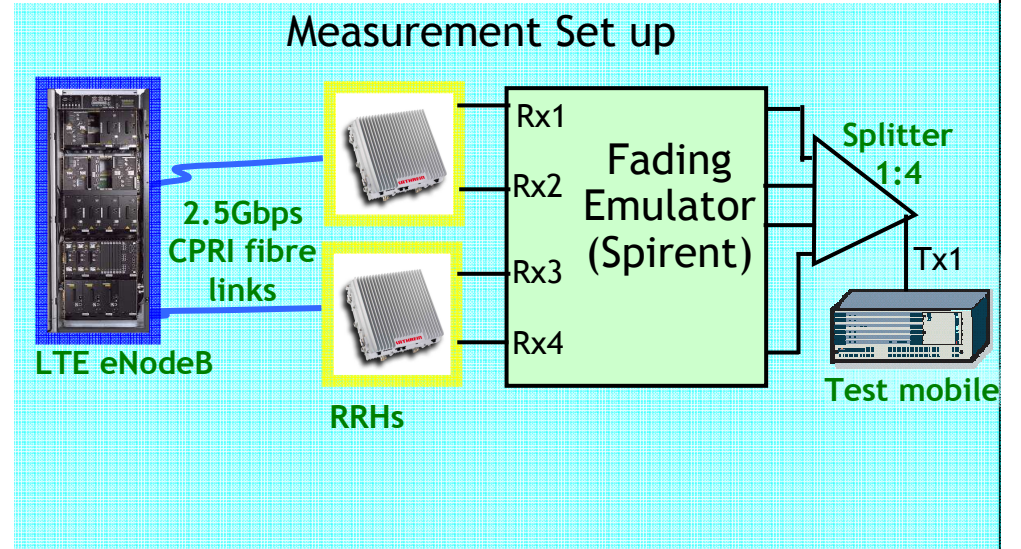 Measurement Set up
LTE eNodeB
2.5Gbps
CPRI fibre
links
RRHs
Rx1
Rx2
Rx3
Rx4
Fading
Emulator
(Spirent)
Splitter
1:4
Tx1
Test mobile